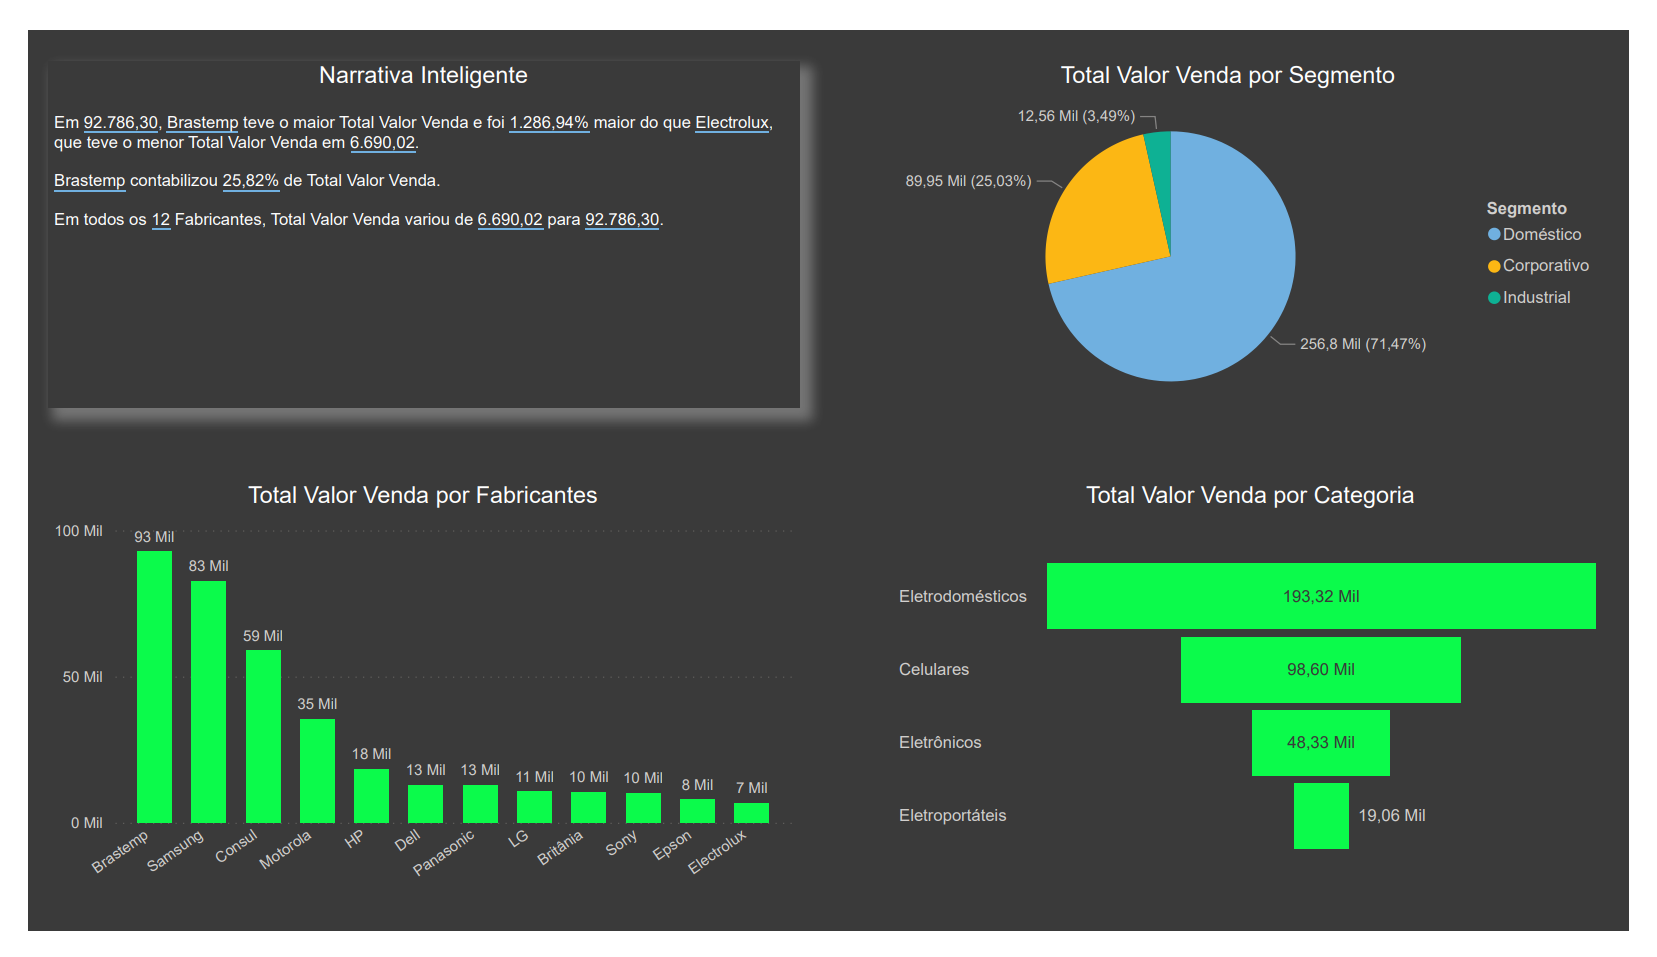 Narrativa Inteligente
Em 92.786,30, Brastemp teve o maior Total Valor Venda e foi 1.286,94% maior do que Electrolux,
que teve o menor Total Valor Venda em 6.690,02.
Brastemp contabilizou 25,82% de Total Valor Venda.
Em todos os 12 Fabricantes, Total Valor Venda variou de 6.690,02 para 92.786,30.
Total Valor Venda por Segmento
12,56 Mil (3,49%)
89,95 Mil (25,03%)
256,8 Mil (71,47%)
Segmento
Doméstico
Corporativo
Industrial
Total Valor Venda por Fabricantes
100 Mil
50 Mil
0 Mil
93 Mil
83 Mil
59 Mil
35 Mil
18 Mil
13 Mil
13 Mil
11 Mil
10 Mil
10 Mil
8 Mil
7 Mil
Brastemp
Samsung
Consul
Motorola
HP
Dell
Panasonic
LG
Britânia
Sony
Epson
Electrolux
Total Valor Venda por Categoria
Eletrodomésticos
193,32 Mil
Celulares
98,60 Mil
Eletrônicos
48,33 Mil
Eletroportáteis
19,06 Mil